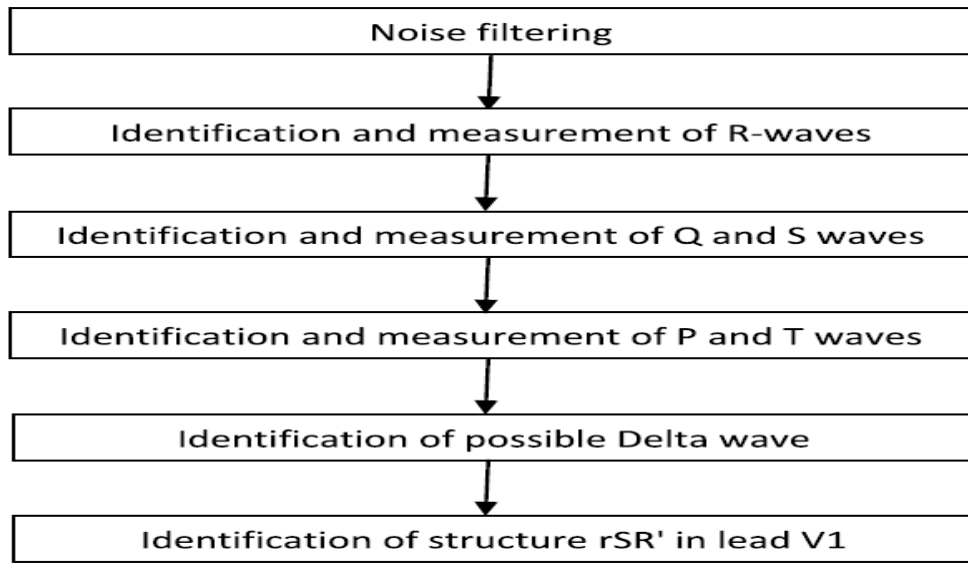 Noise filtering
Identification and measurement of R-waves
Identification and measurement of Q and S waves
Identification and measurement of P and T waves
Identification of possible Delta wave
Identification of structure rSR' in lead V1